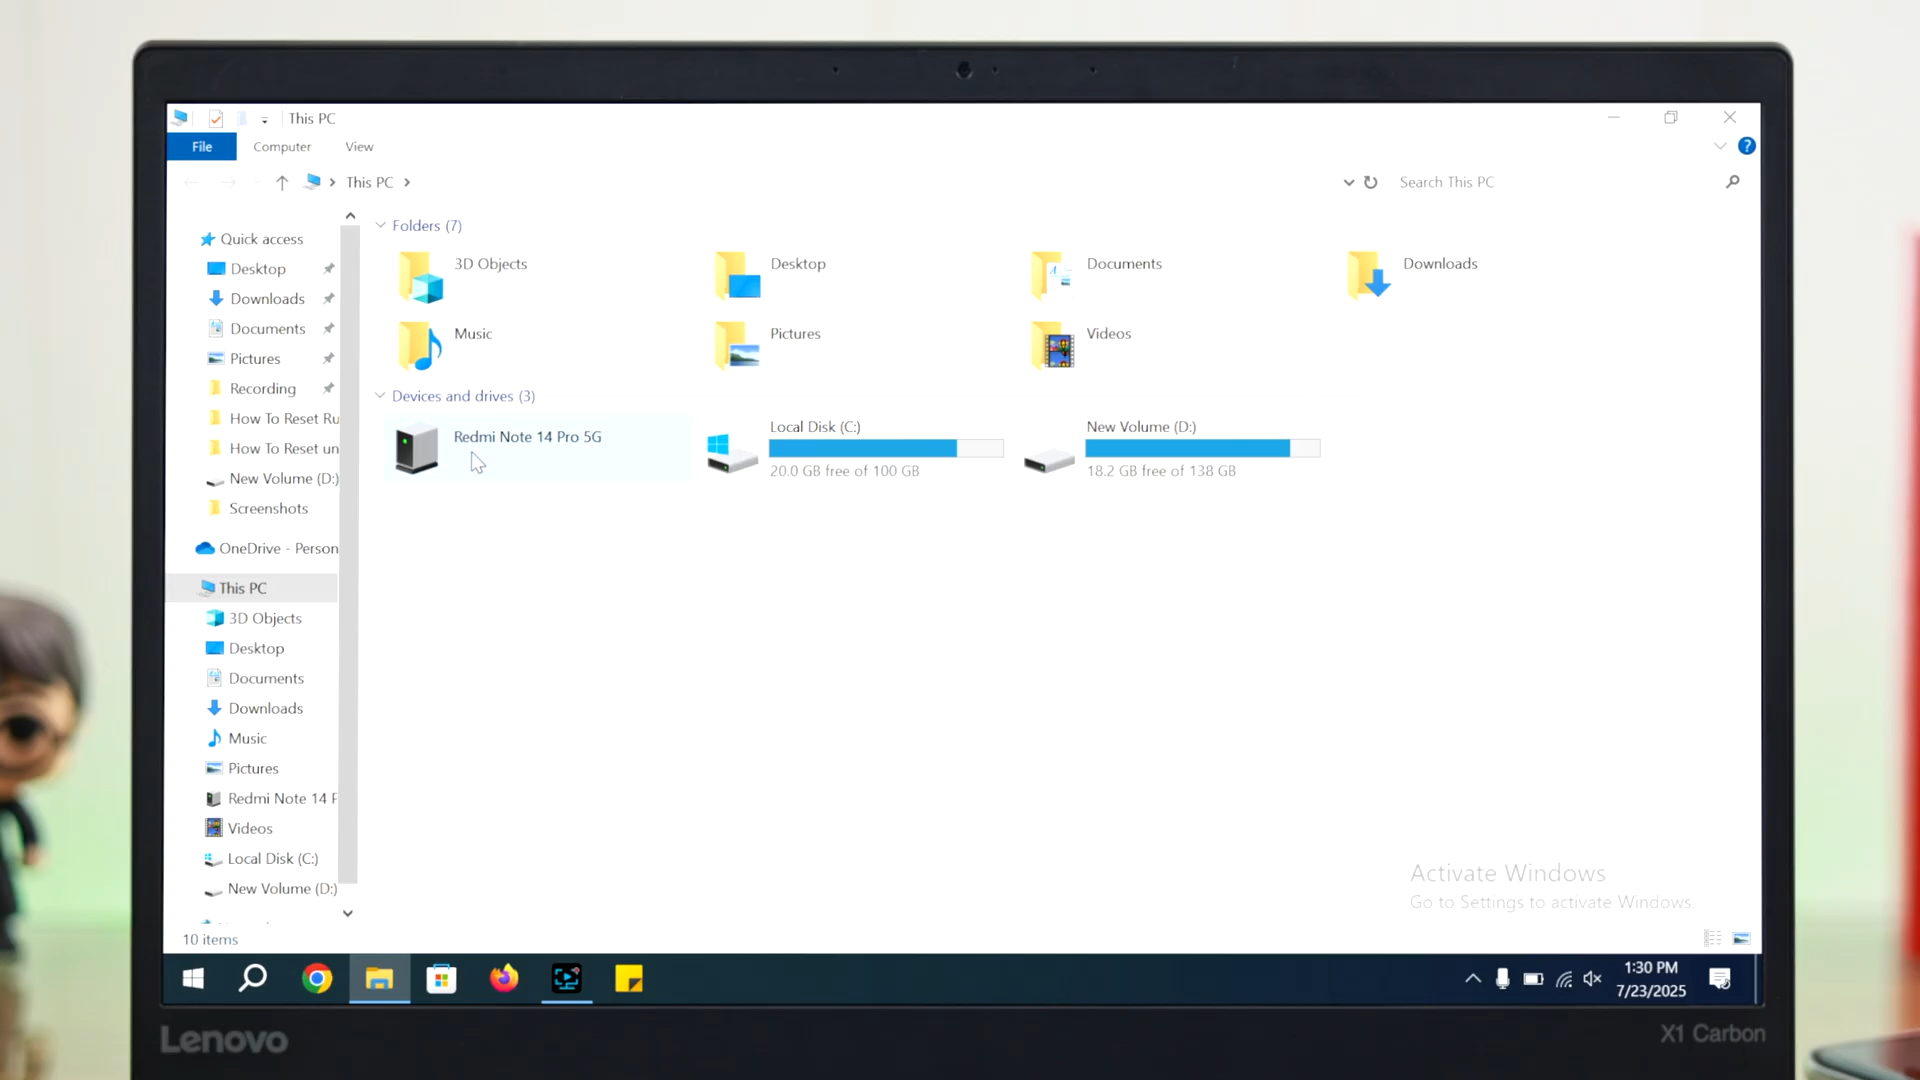 This PC
File
Computer
View
This PC
Search This PC
Quick access
Desktop
Downloads
Documents
Pictures
Recording
How To Reset Ru
How To Reset un
New Volume (D:)
Screenshots
OneDrive - Person
This PC
3D Objects
Desktop
Documents
Downloads
Music
Pictures
Redmi Note 14 P
Videos
Local Disk (C:)
New Volume (D:)
Folders (7)
3D Objects
Desktop
Documents
Downloads
Music
Pictures
Videos
Devices and drives (3)
Redmi Note 14 Pro 5G
Local Disk (C:)
20.0 GB free of 100 GB
New Volume (D:)
18.2 GB free of 138 GB
Activate Windows
Go to Settings to activate Windows.
10 items
1:30 PM
7/23/2025
Lenovo
X1 Carbon